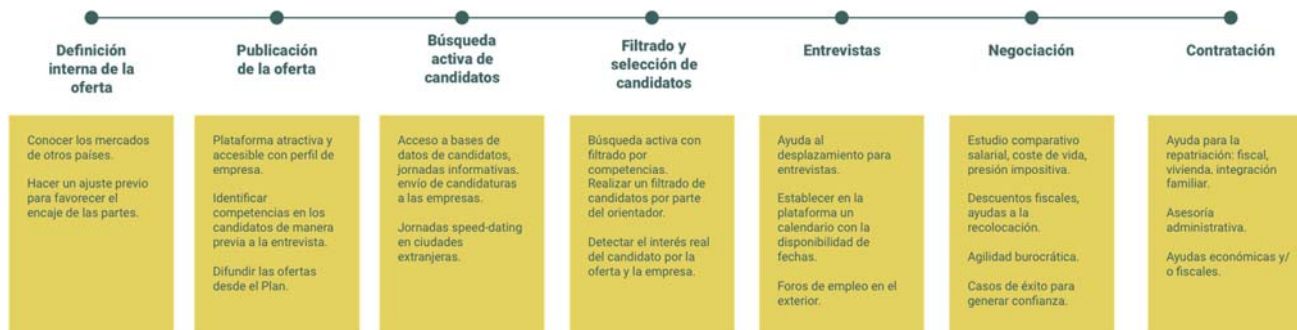 Definición
interna de la
oferta
Conocer los mercados
de otros países.
Hacer un ajuste previo
para favorecer el
encaje de las partes.
Publicación
de la oferta
Plataforma atractiva y
accesible con perfil de
empresa.
Identificar
competencias en los
candidatos de manera
previa a la entrevista.
Difundir las ofertas
desde el Plan.
Búsqueda
activa de
candidatos
Acceso a bases de
datos de candidatos,
jornadas informativas,
envío de candidaturas
a las empresas.
Jornadas speed-dating
en ciudades
extranjeras.
Filtrado y
selección de
candidatos
Búsqueda activa con
filtrado por
competencias.
Realizar un filtrado de
candidatos por parte
del orientador.
Detectar el interés real
del candidato por la
oferta y la empresa.
Entrevistas
Ayuda al
desplazamiento para
entrevistas.
Establecer en la
plataforma un
calendario con la
disponibilidad de
fechas.
Foros de empleo en el
exterior.
Negociación
Estudio comparativo
salarial, coste de vida,
presión impositiva.
Descuentos fiscales,
ayudas a la
recolocación.
Agilidad burocrática.
Casos de éxito para
generar confianza.
Contratación
Ayuda para la
repatriación: fiscal,
vivienda, integración
familiar.
Asesoría
administrativa.
Ayudas económicas y/
o fiscales.